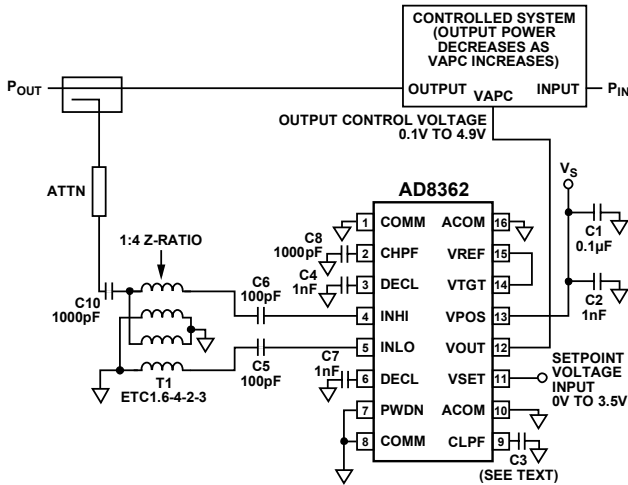 CONTROLLED SYSTEM
(OUTPUT POWER
DECREASES AS
VAPC INCREASES)
POUT
OUTPUT
VAPC
INPUT
PIN
OUTPUT CONTROL VOLTAGE
0.1V TO 4.9V
VS
ATTN
AD8362
C1
0.1µF
1:4 Z-RATIO
1 COMM
ACOM 16
C8
1000pF
2 CHPF
VREF 15
C4
1nF
3 DECL
VTGT 14
C10
1000pF
C6
100pF
4 INHI
VPOS 13
C2
1nF
5 INLO
VOUT 12
C5
100pF
T1
ETC1.6-4-2-3
C7
1nF
6 DECL
VSET 11
SETPOINT
VOLTAGE
INPUT
0V TO 3.5V
7 PWDN
ACOM 10
8 COMM
CLPF 9
C3
(SEE TEXT)